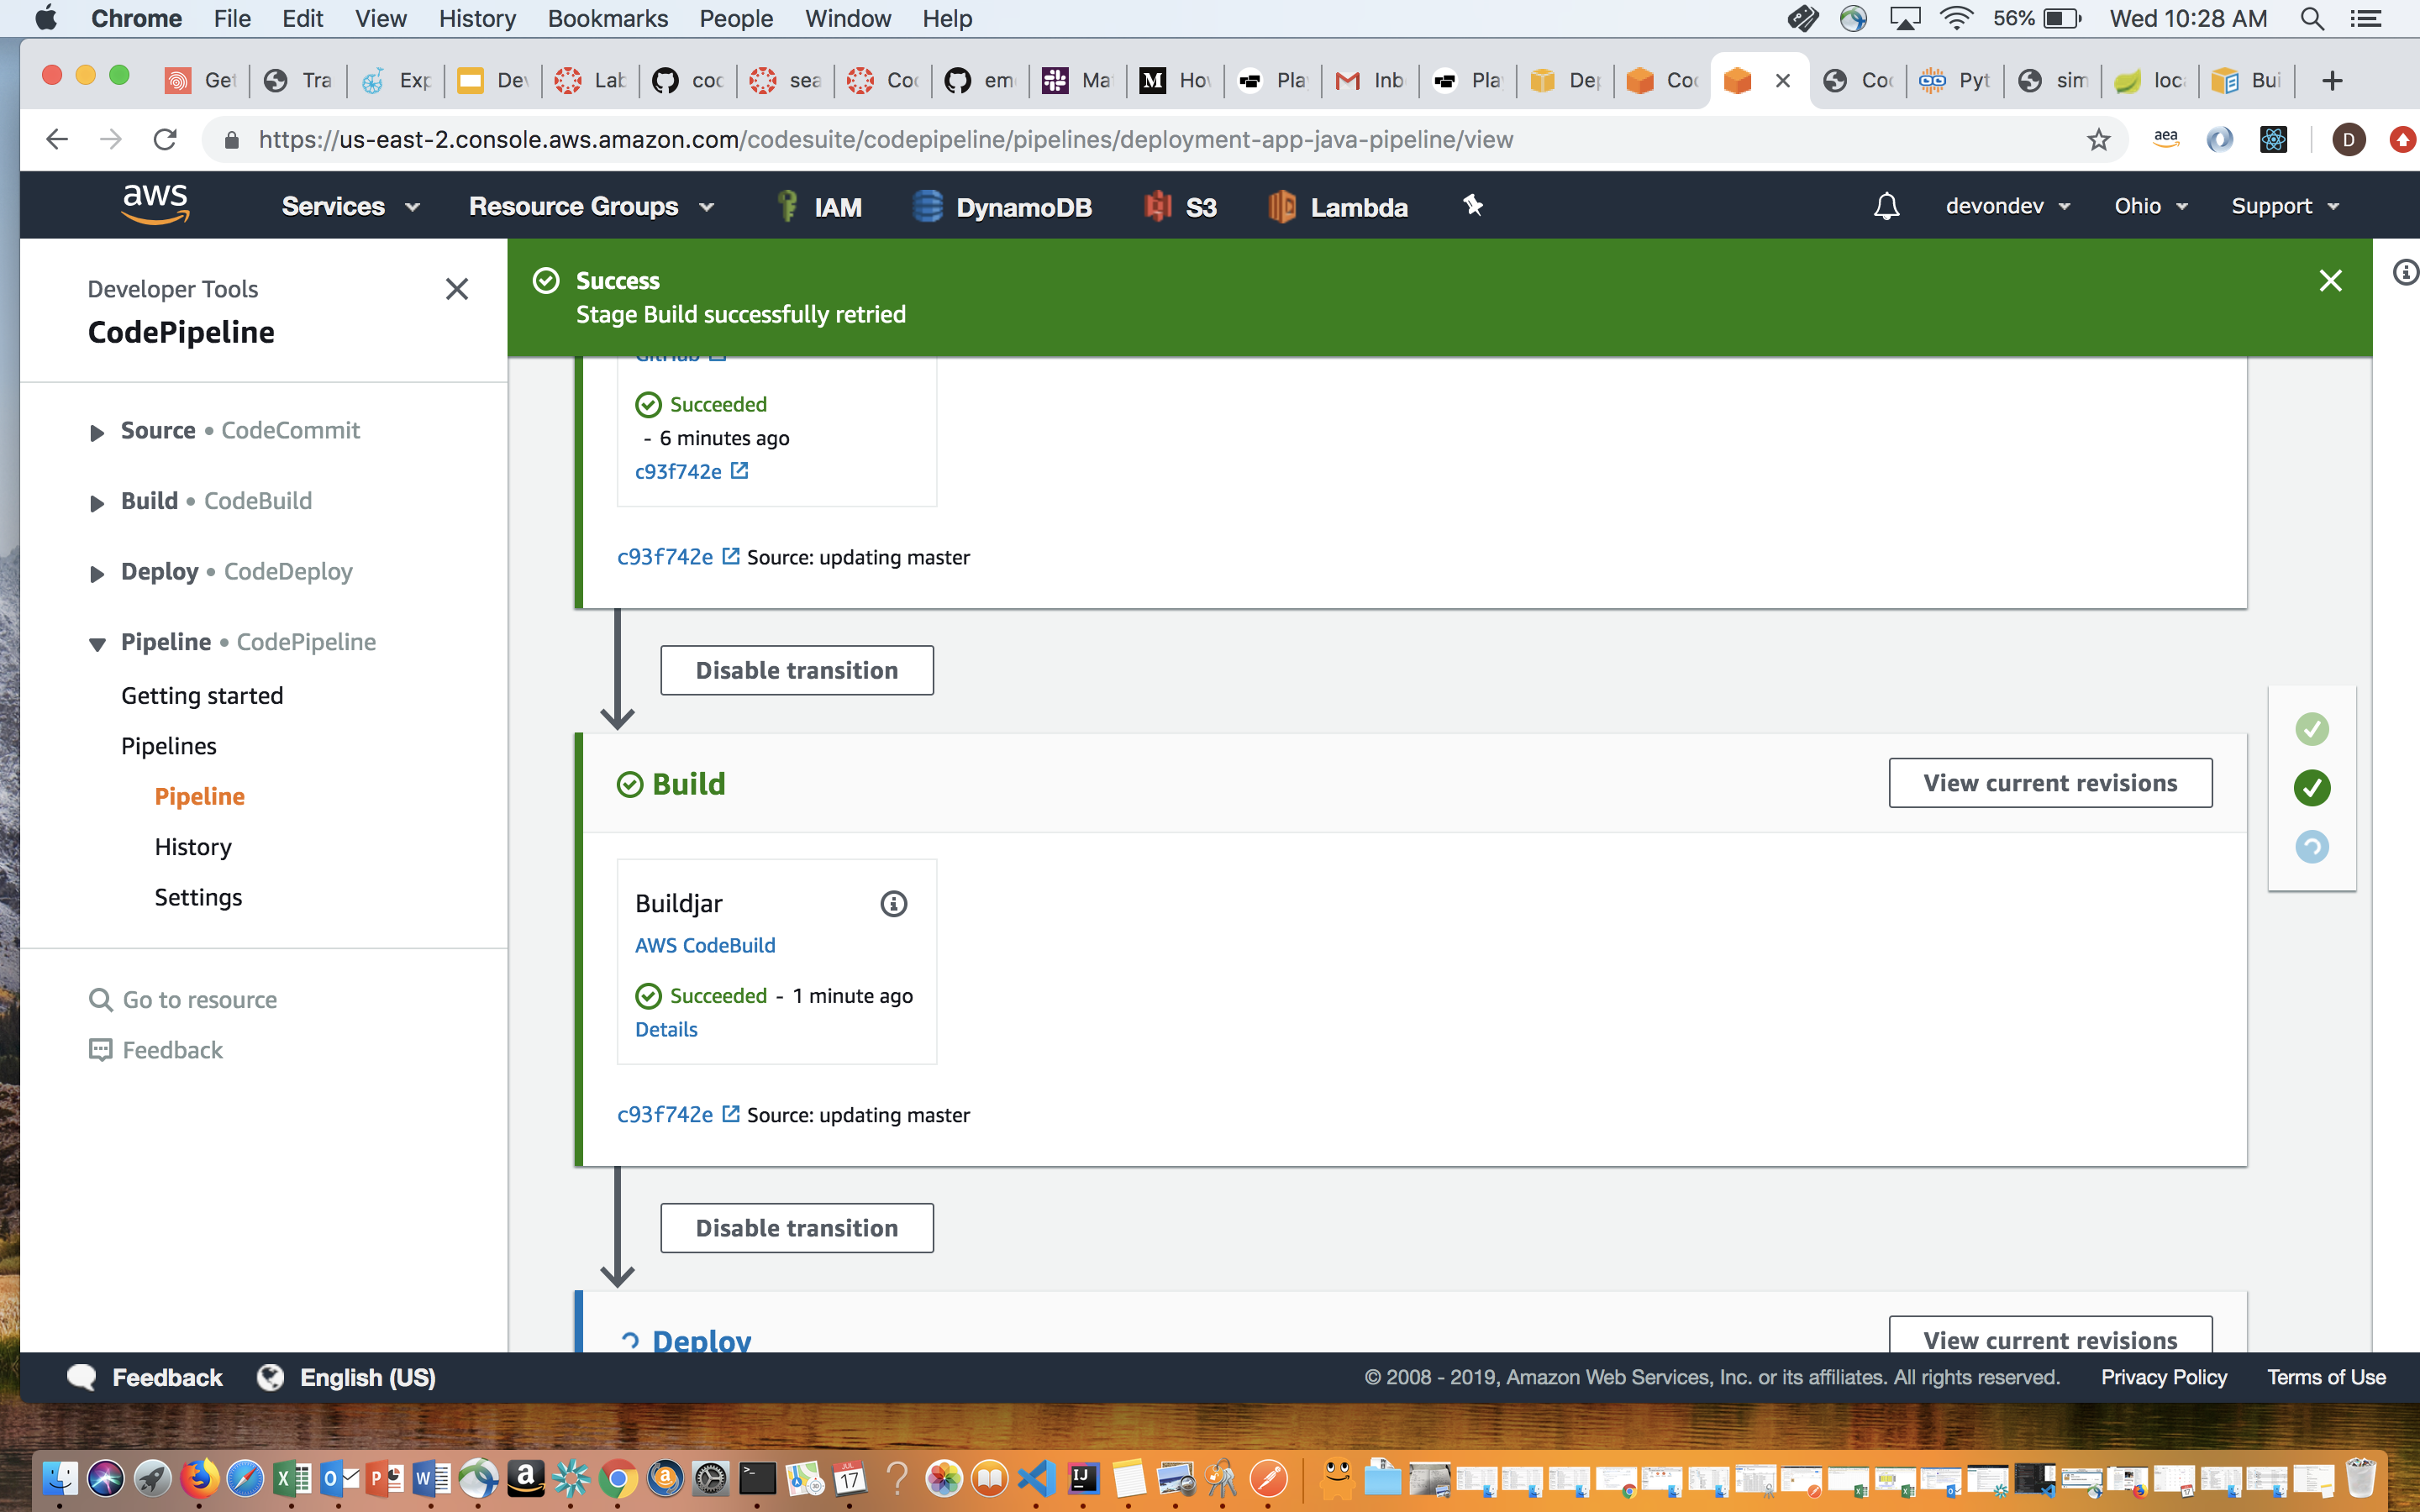 Chrome File Edit View History Bookmarks People Window Help 56% Wed 10:28 AM
Get Tra Exp Dev Lab coc sea Coc em Ma M Hov Pla Inb Pla Dep Coc Coc Pyt sim loc Bui
https://us-east-2.console.aws.amazon.com/codesuite/codepipeline/pipelines/deployment-app-java-pipeline/view aea D
aws Services Resource Groups IAM DynamoDB S3 Lambda devondev Ohio Support
Developer Tools
CodePipeline
Source • CodeCommit
Build • CodeBuild
Deploy • CodeDeploy
Pipeline • CodePipeline
Getting started
Pipelines
Pipeline
History
Settings
Go to resource
Feedback
Success
Stage Build successfully retried
GitHub
Succeeded
- 6 minutes ago
c93f742e
c93f742e Source: updating master
Disable transition
Build View current revisions
Buildjar
AWS CodeBuild
Succeeded - 1 minute ago
Details
c93f742e Source: updating master
Disable transition
Deploy View current revisions
Feedback English (US) © 2008 - 2019, Amazon Web Services, Inc. or its affiliates. All rights reserved. Privacy Policy Terms of Use
JUL
17